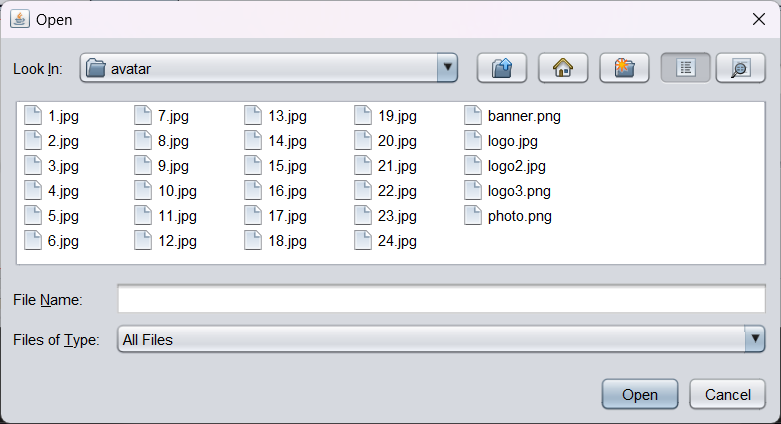 Open
Look In: avatar
1.jpg 7.jpg 13.jpg 19.jpg banner.png
2.jpg 8.jpg 14.jpg 20.jpg logo.jpg
3.jpg 9.jpg 15.jpg 21.jpg logo2.jpg
4.jpg 10.jpg 16.jpg 22.jpg logo3.png
5.jpg 11.jpg 17.jpg 23.jpg photo.png
6.jpg 12.jpg 18.jpg 24.jpg
File Name:
Files of Type: All Files
Open Cancel